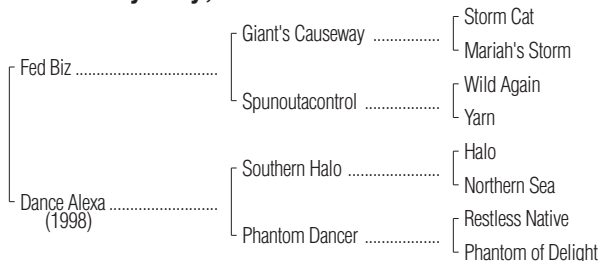 Storm Cat
Giant's Causeway ..................
Mariah's Storm
Fed Biz .................................
Wild Again
Spunoutacontrol ....................
Yarn
Halo
Southern Halo ........................
Northern Sea
Dance Alexa ..........................
(1998)
Restless Native
Phantom Dancer ....................
Phantom of Delight